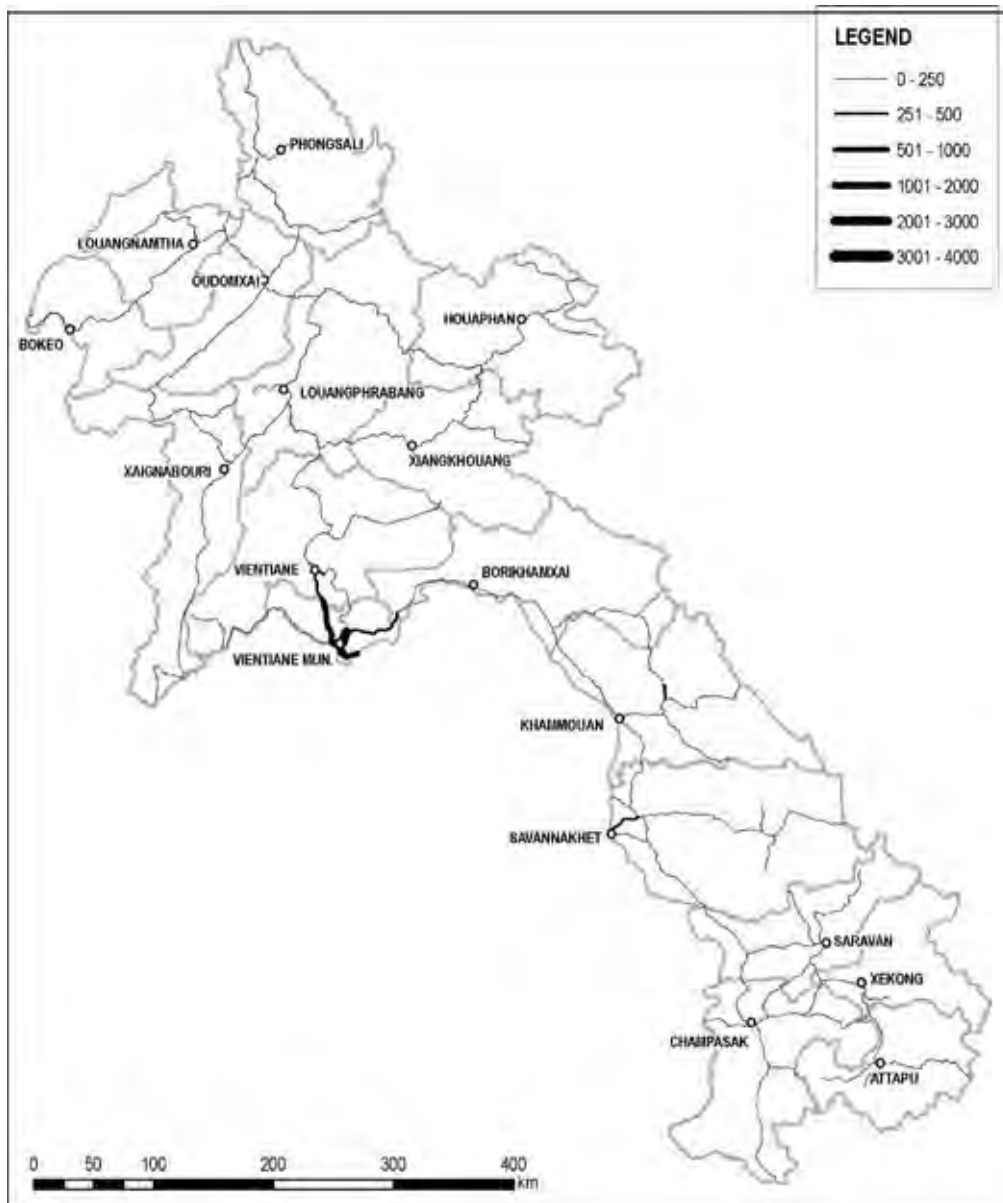 LEGEND
0 - 250
251 - 500
501 - 1000
1001 - 2000
2001 - 3000
3001 - 4000
PHONGSALI
LOUANGNAMTHA
OUDOMXAI
HOUAPHAN
BOKEO
LOUANGPHRABANG
XIANGKHOUANG
XAIGNABOURI
VIENTIANE
BORIKHAMXAI
VIENTIANE MUN.
KHAMMOUAN
SAVANNAKHET
SARAVAN
XEKONG
CHAMPASAK
ATTAPU
0 50 100 200 300 400
km